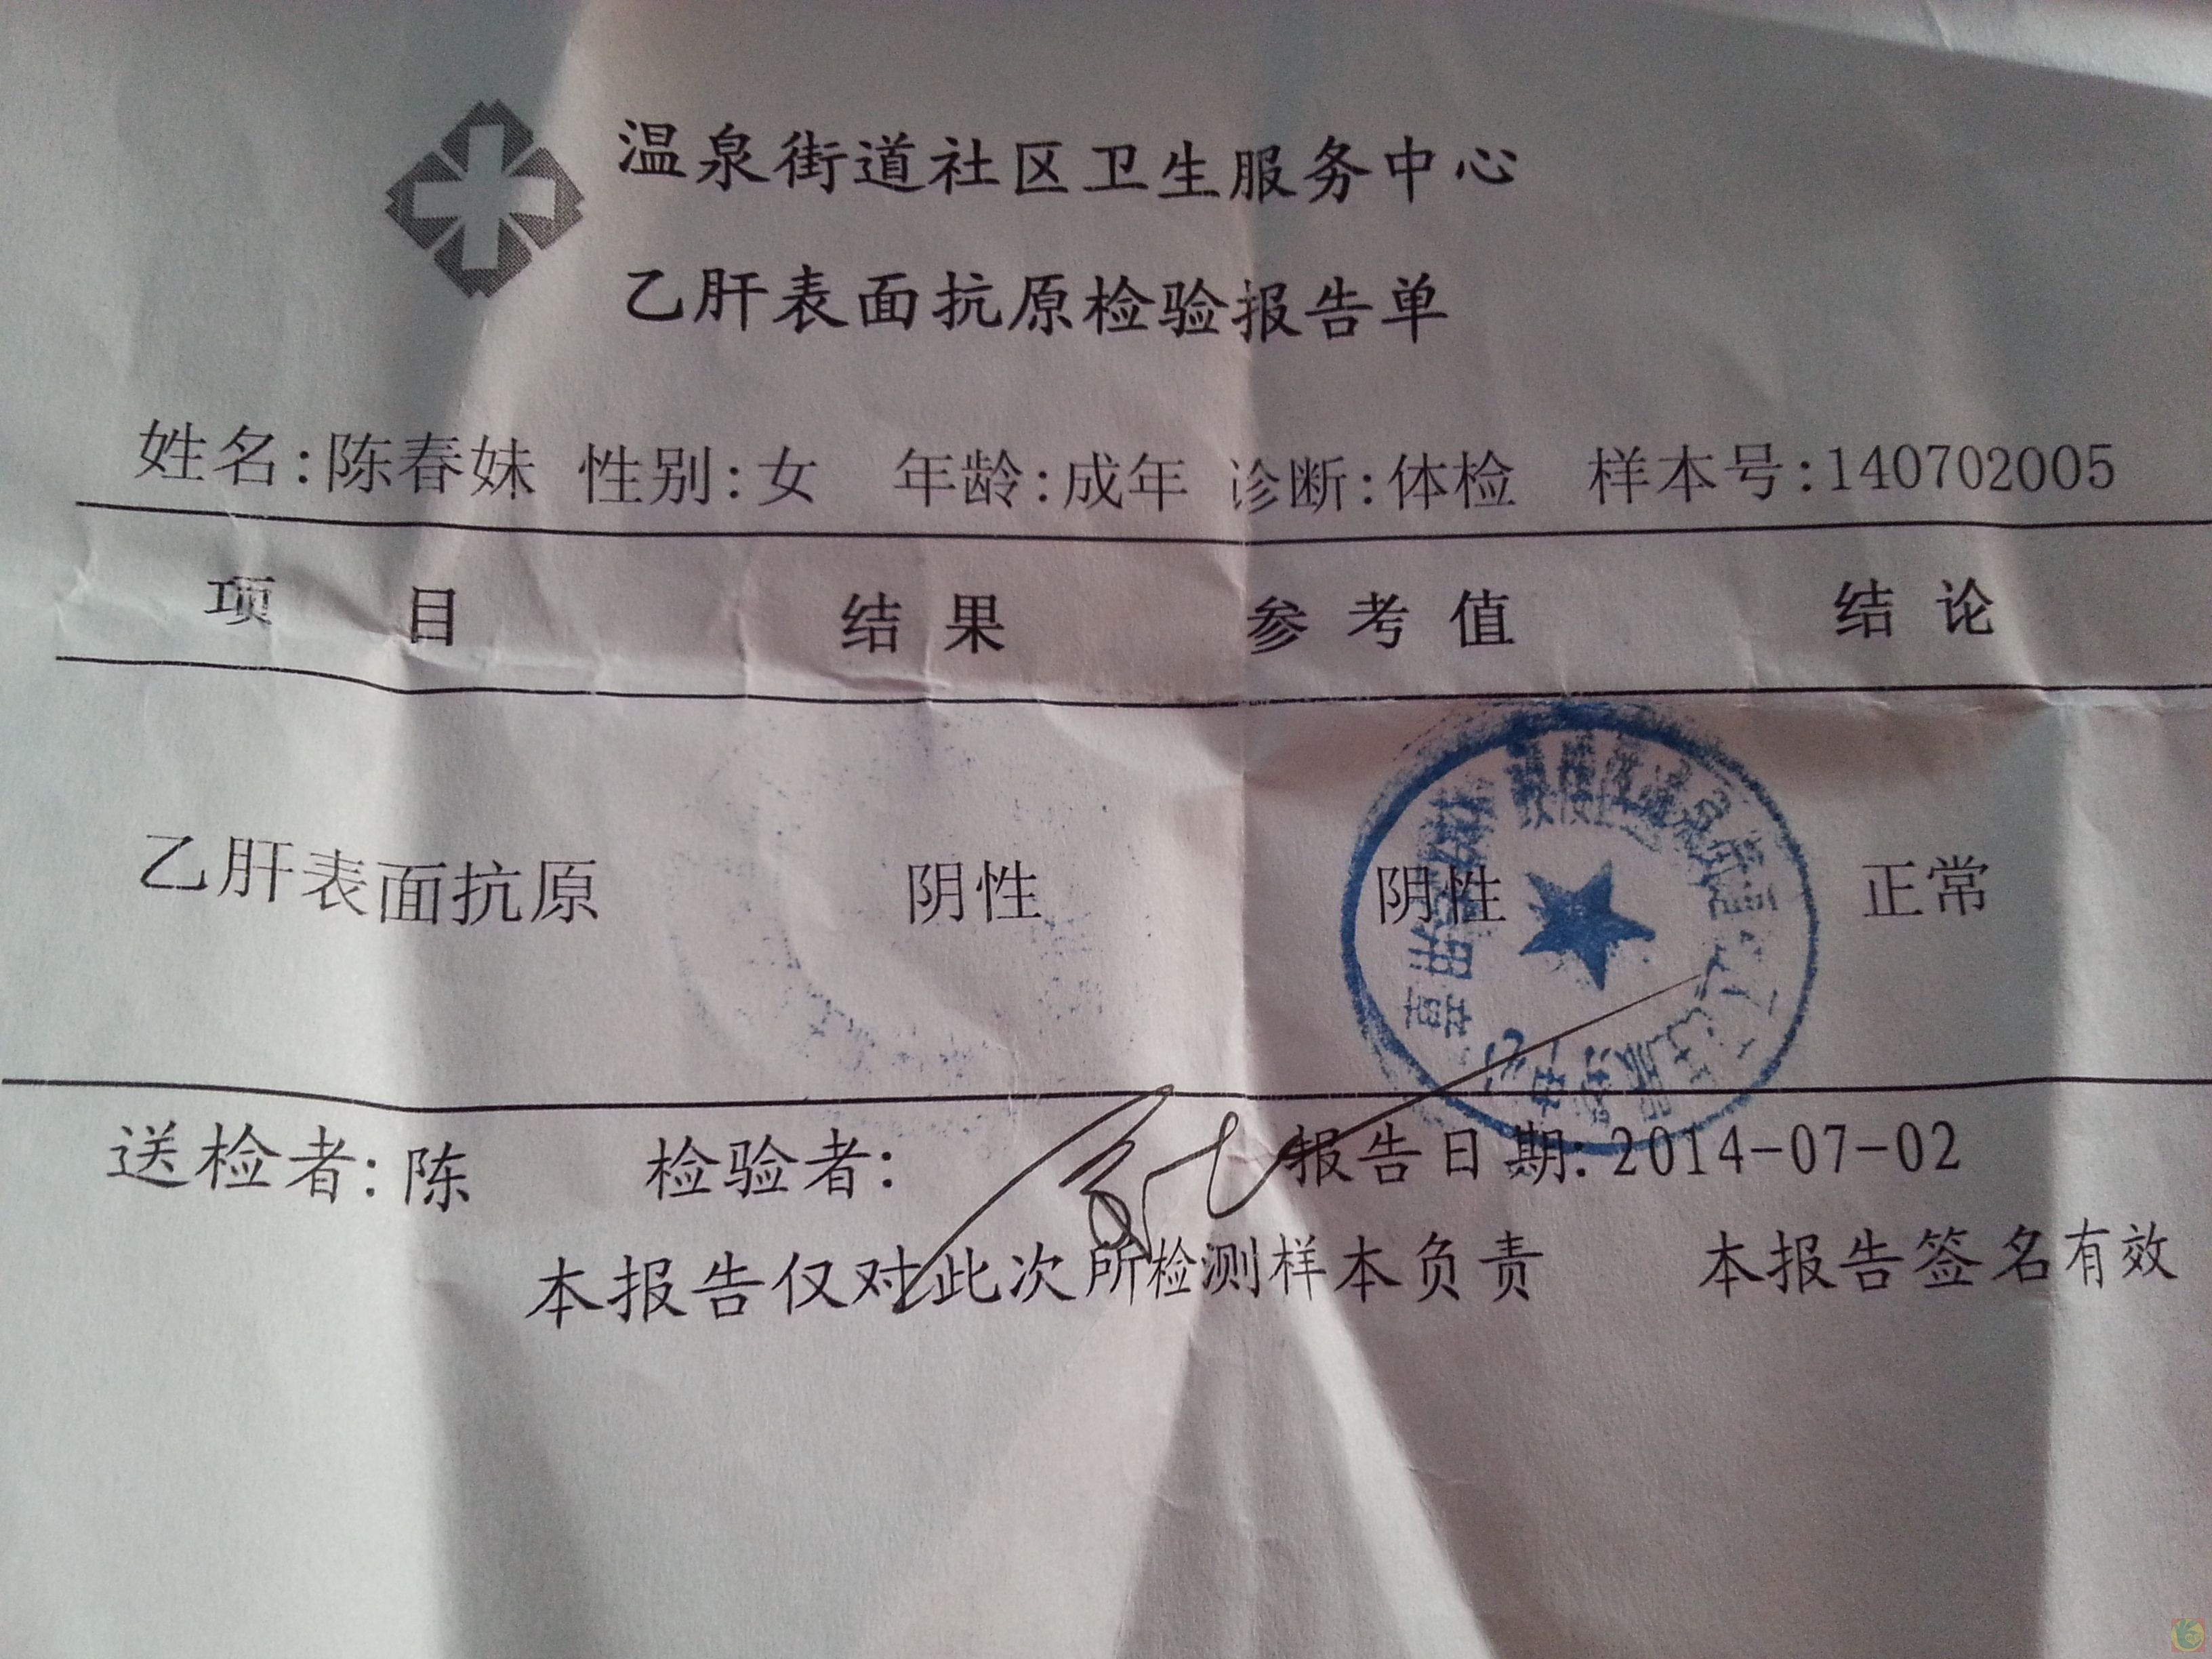 温泉街道社区卫生服务中心
乙肝表面抗原检验报告单
姓名:陈春妹 性别:女 年龄:成年 诊断:体检 样本号:140702005
项目 结果 参考值 结论
乙肝表面抗原 阴性 阴性 正常
送检者:陈 检验者: 报告日期:2014-07-02
本报告仅对此次所检测样本负责 本报告签名有效